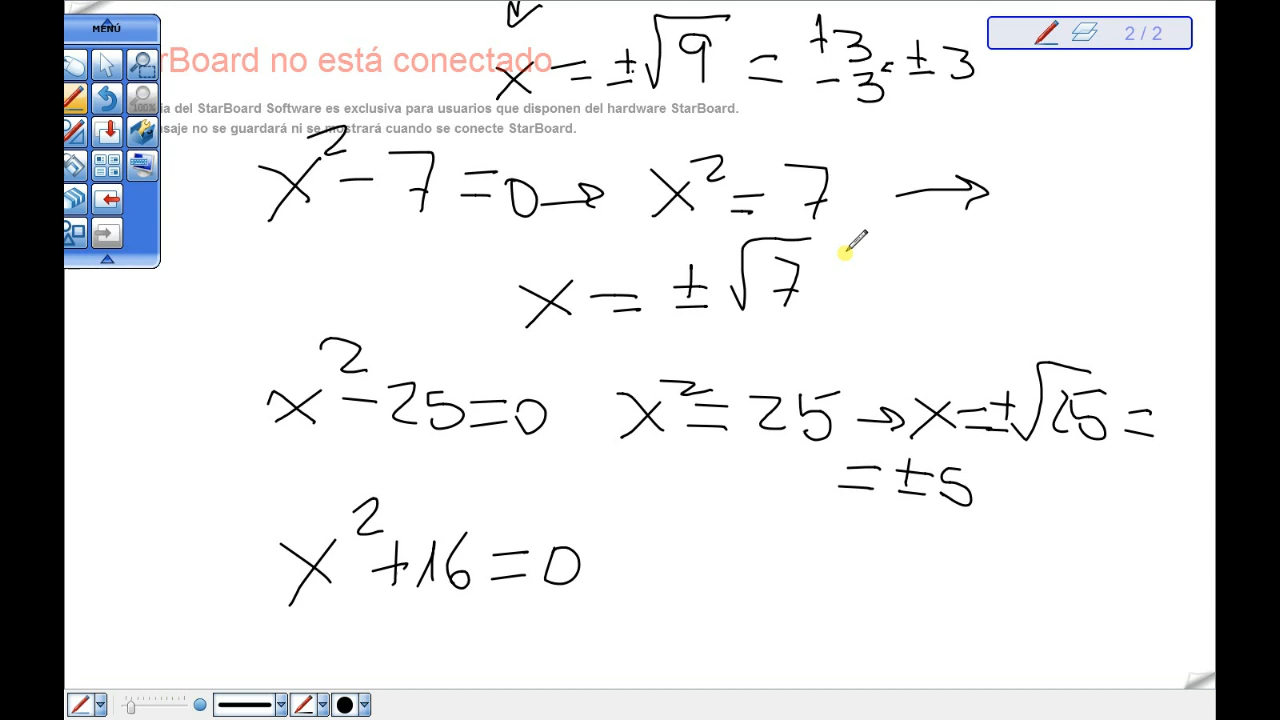 MENÚ
2 / 2
x = ±√9 = +3 -3 = ±3
rBoard no está conectado
100%
ia del StarBoard Software es exclusiva para usuarios que disponen del hardware StarBoard.
saje no se guardará ni se mostrará cuando se conecte StarBoard.
x² - 7 = 0 → x² = 7 →
x = ±√7
x² - 25 = 0 x² = 25 → x = ±√25 =
= ±5
x² + 16 = 0